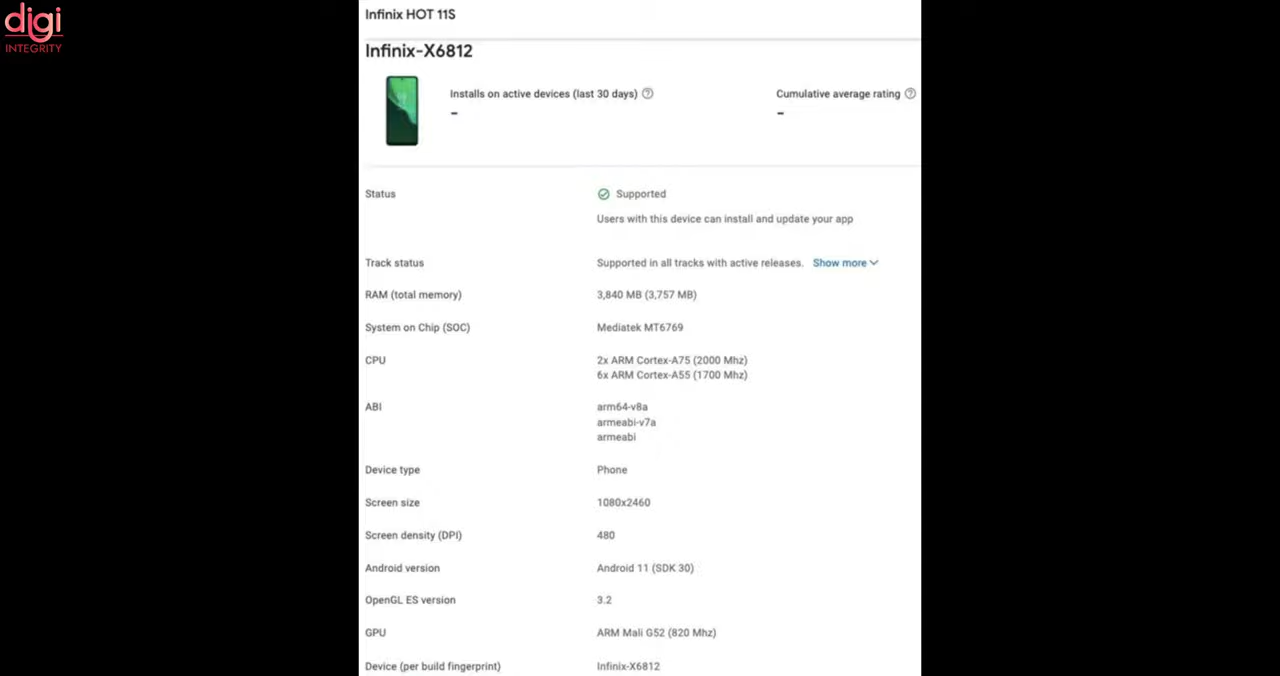 digi
INTEGRITY
Infinix HOT 11S
Infinix-X6812
Installs on active devices (last 30 days) ?
Cumulative average rating ?
–
–
Status
Supported
Users with this device can install and update your app
Track status
Supported in all tracks with active releases. Show more
RAM (total memory)
3,840 MB (3,757 MB)
System on Chip (SOC)
Mediatek MT6769
CPU
2x ARM Cortex-A75 (2000 Mhz)
6x ARM Cortex-A55 (1700 Mhz)
ABI
arm64-v8a
armeabi-v7a
armeabi
Device type
Phone
Screen size
1080x2460
Screen density (DPI)
480
Android version
Android 11 (SDK 30)
OpenGL ES version
3.2
GPU
ARM Mali G52 (820 Mhz)
Device (per build fingerprint)
Infinix-X6812